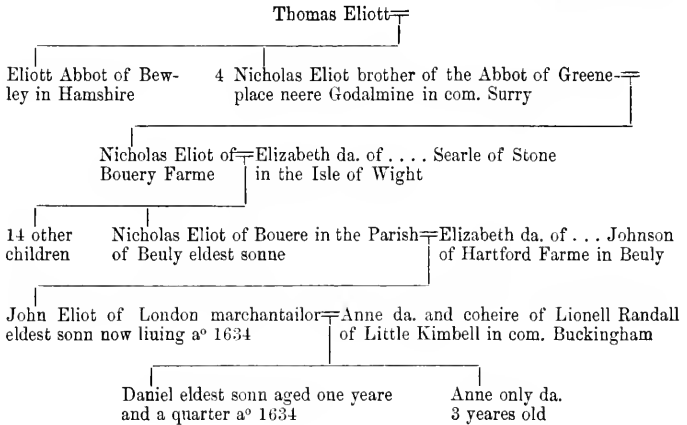 Thomas Eliott
Eliott Abbot of Bew-
ley in Hamshire
4 Nicholas Eliot brother of the Abbot of Greene-
place neere Godalmine in com. Surry
Nicholas Eliot of
Bouery Farme
Elizabeth da. of .... Searle of Stone
in the Isle of Wight
14 other
children
Nicholas Eliot of Bouere in the Parish
of Beuly eldest sonne
Elizabeth da. of ... Johnson
of Hartford Farme in Beuly
John Eliot of London marchantailor
eldest sonn now liuing aº 1634
Anne da. and coheire of Lionell Randall
of Little Kimbell in com. Buckingham
Daniel eldest sonn aged one yeare
and a quarter aº 1634
Anne only da.
3 yeares old